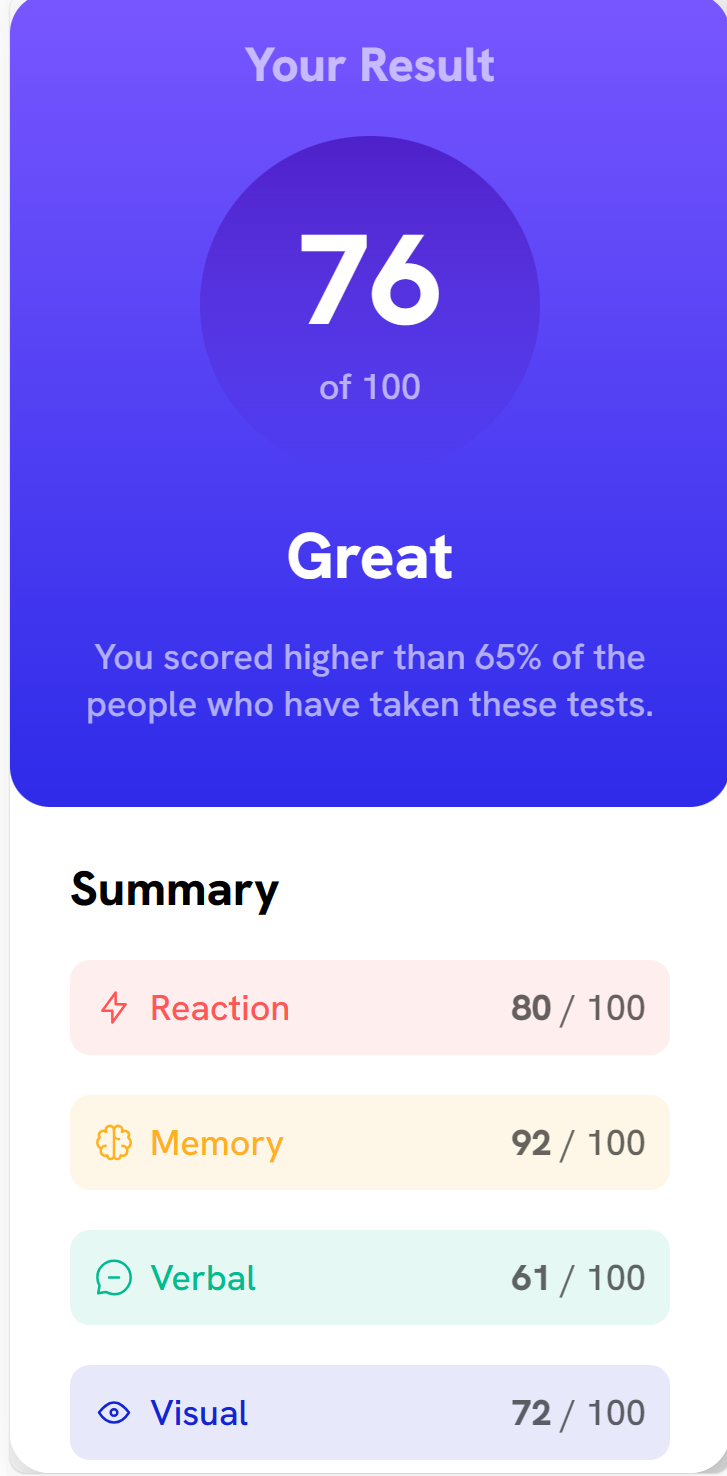 Your Result
76
of 100
Great
You scored higher than 65% of the
people who have taken these tests.
Summary
Reaction 80 / 100
Memory 92 / 100
Verbal 61 / 100
Visual 72 / 100